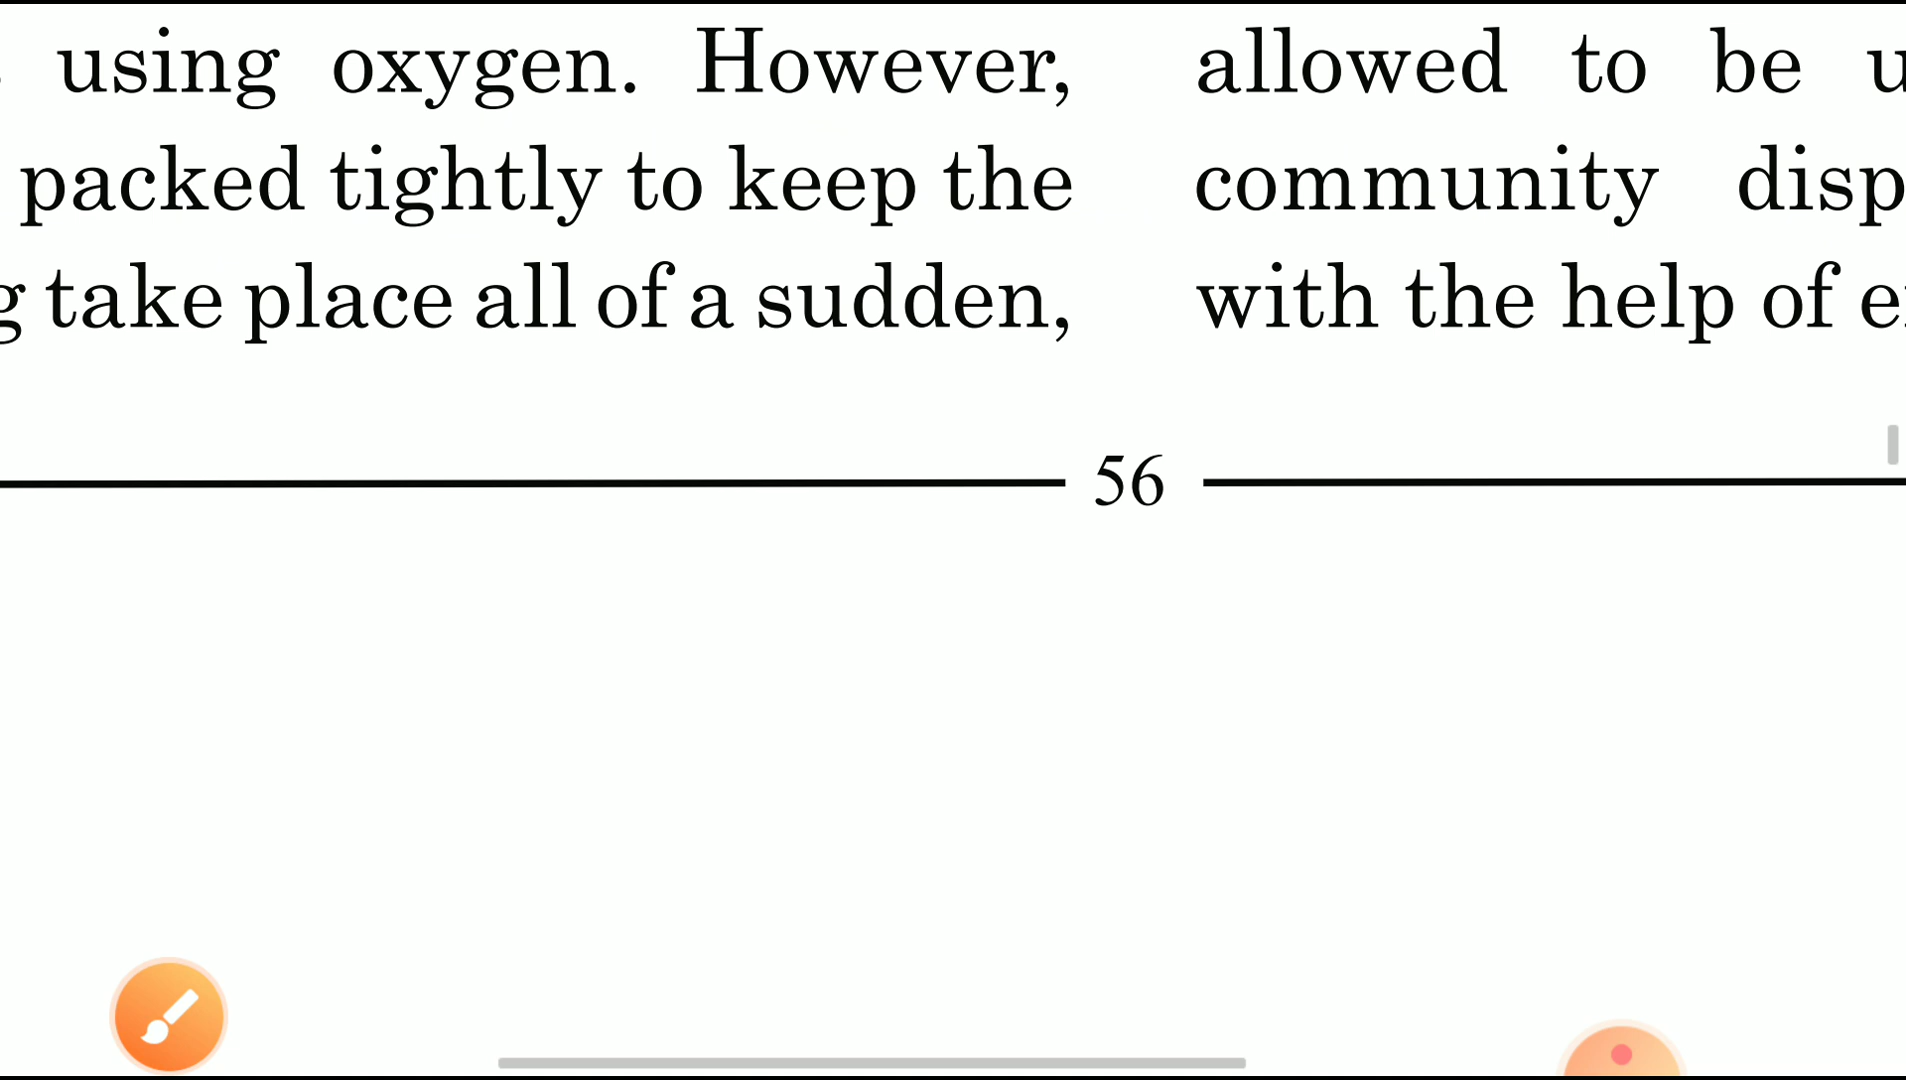 using oxygen. However,
packed tightly to keep the
take place all of a sudden,
allowed to be
community
with the help of
56